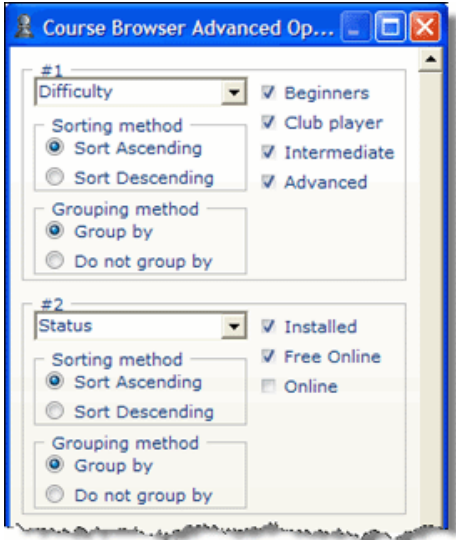 Course Browser Advanced Op...
#1
Difficulty
Beginners
Sorting method
Club player
Sort Ascending
Intermediate
Sort Descending
Advanced
Grouping method
Group by
Do not group by
#2
Status
Installed
Sorting method
Free Online
Sort Ascending
Online
Sort Descending
Grouping method
Group by
Do not group by